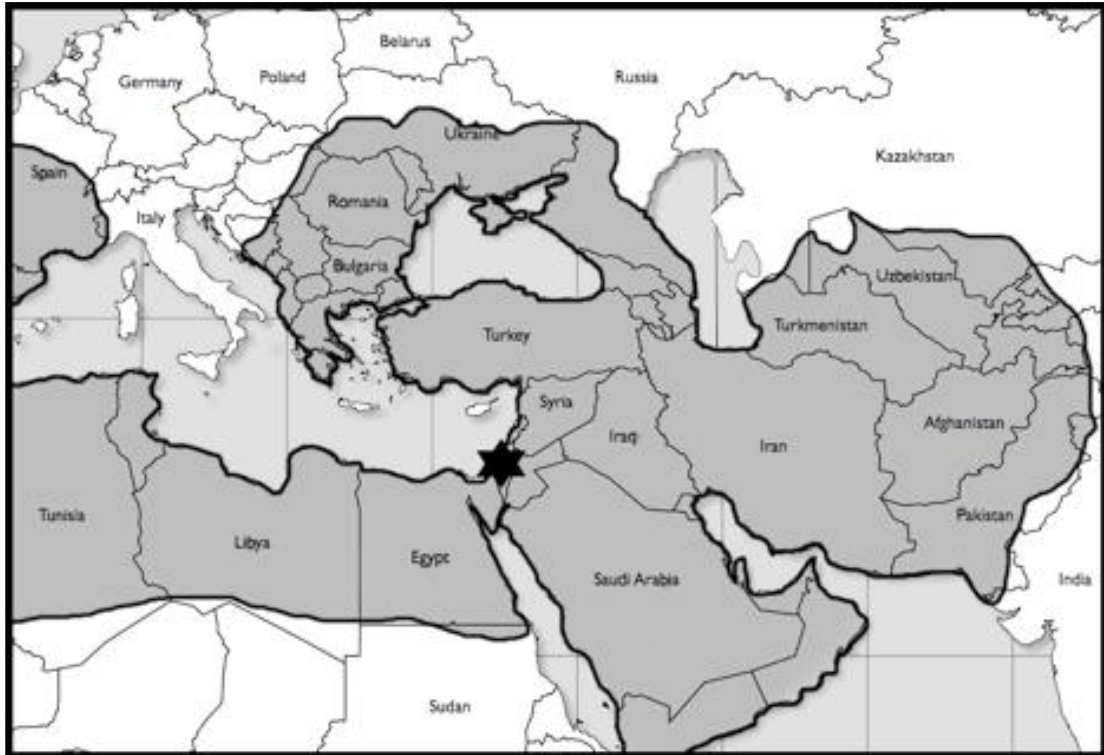 Belarus
Germany
Poland
Russia
Ukraine
Kazakhstan
Spain
Romania
Italy
Bulgaria
Uzbekistan
Turkey
Turkmenistan
Syria
Afghanistan
Iraq
Iran
Tunisia
Pakistan
Libya
Egypt
Saudi Arabia
India
Sudan